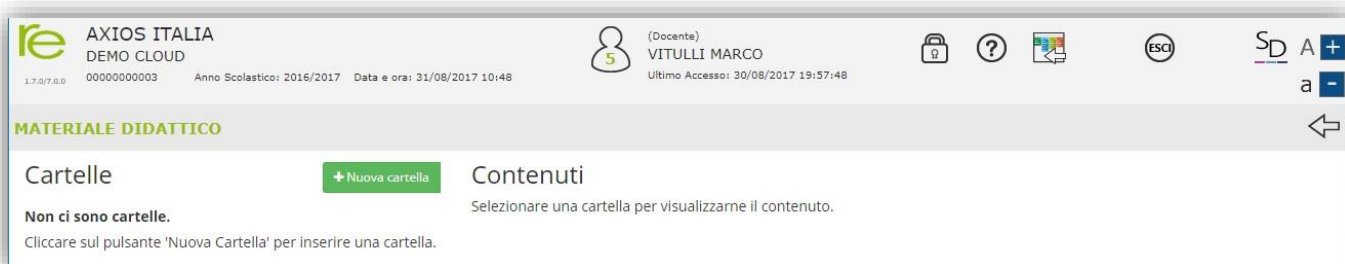 re
AXIOS ITALIA
DEMO CLOUD
1.7.0/7.0.0 00000000003 Anno Scolastico: 2016/2017 Data e ora: 31/08/2017 10:48
5
(Docente)
VITULLI MARCO
Ultimo Accesso: 30/08/2017 19:57:48
?
ESCI
SD A +
a -
MATERIALE DIDATTICO
Cartelle
+ Nuova cartella
Non ci sono cartelle.
Cliccare sul pulsante 'Nuova Cartella' per inserire una cartella.
Contenuti
Selezionare una cartella per visualizzarne il contenuto.